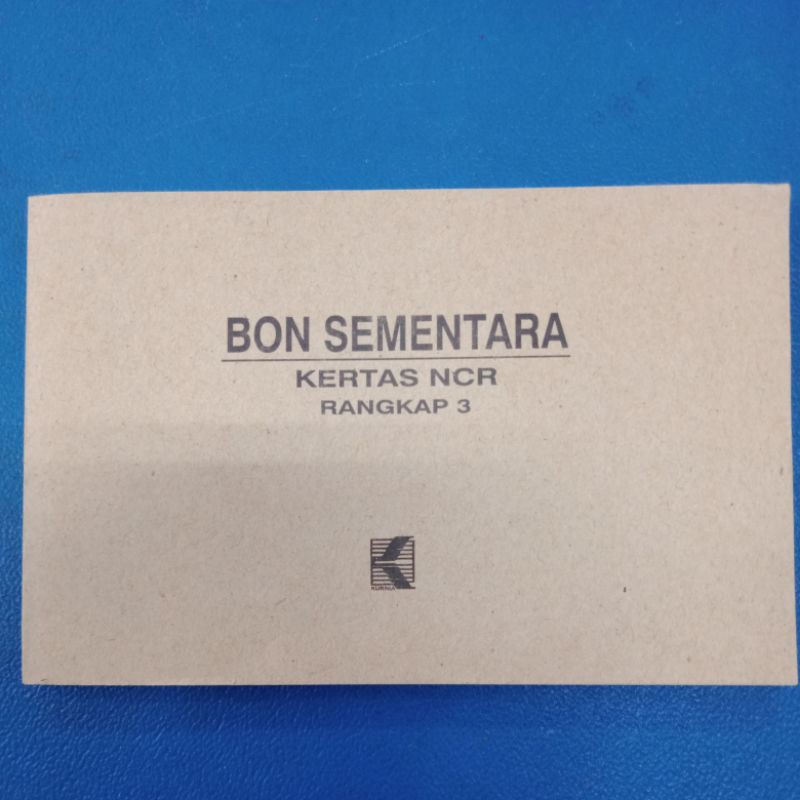 BON SEMENTARA
KERTAS NCR
RANGKAP 3